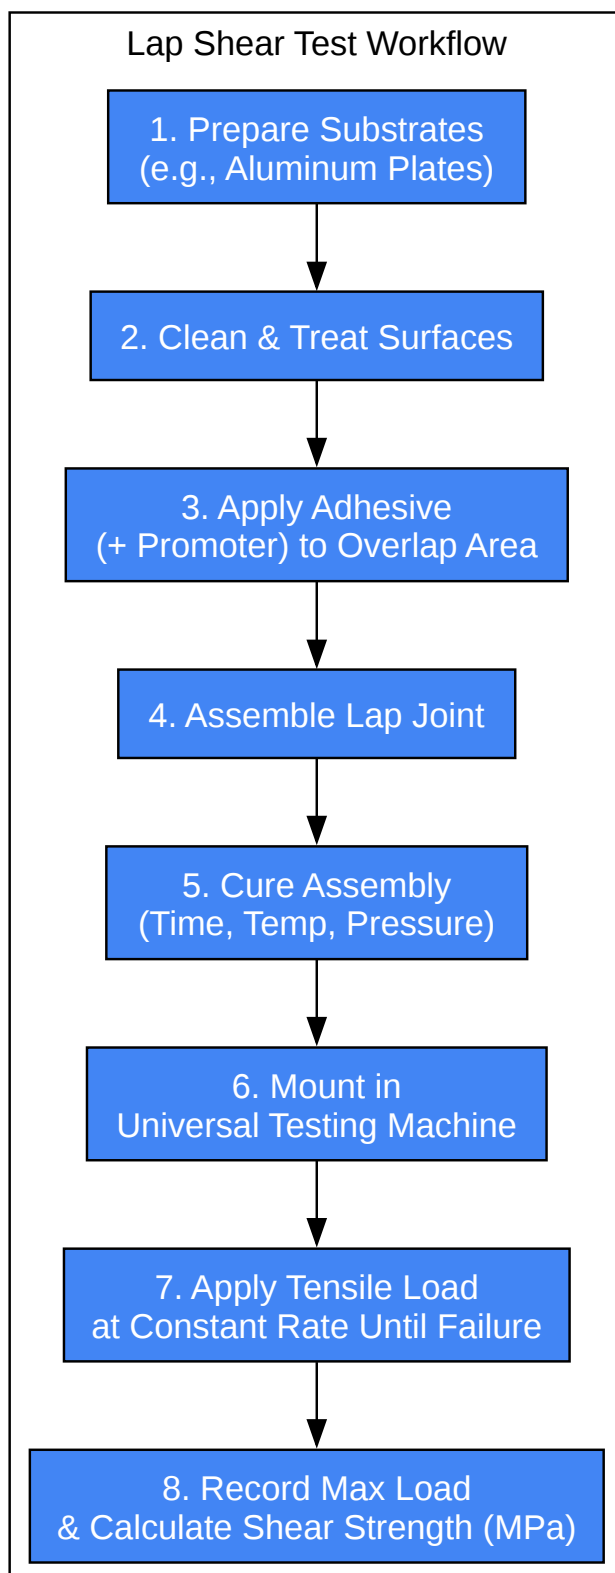 Lap Shear Test Workflow
1. Prepare Substrates
(e.g., Aluminum Plates)
2. Clean & Treat Surfaces
3. Apply Adhesive
(+ Promoter) to Overlap Area
4. Assemble Lap Joint
5. Cure Assembly
(Time, Temp, Pressure)
6. Mount in
Universal Testing Machine
7. Apply Tensile Load
at Constant Rate Until Failure
8. Record Max Load
& Calculate Shear Strength (MPa)